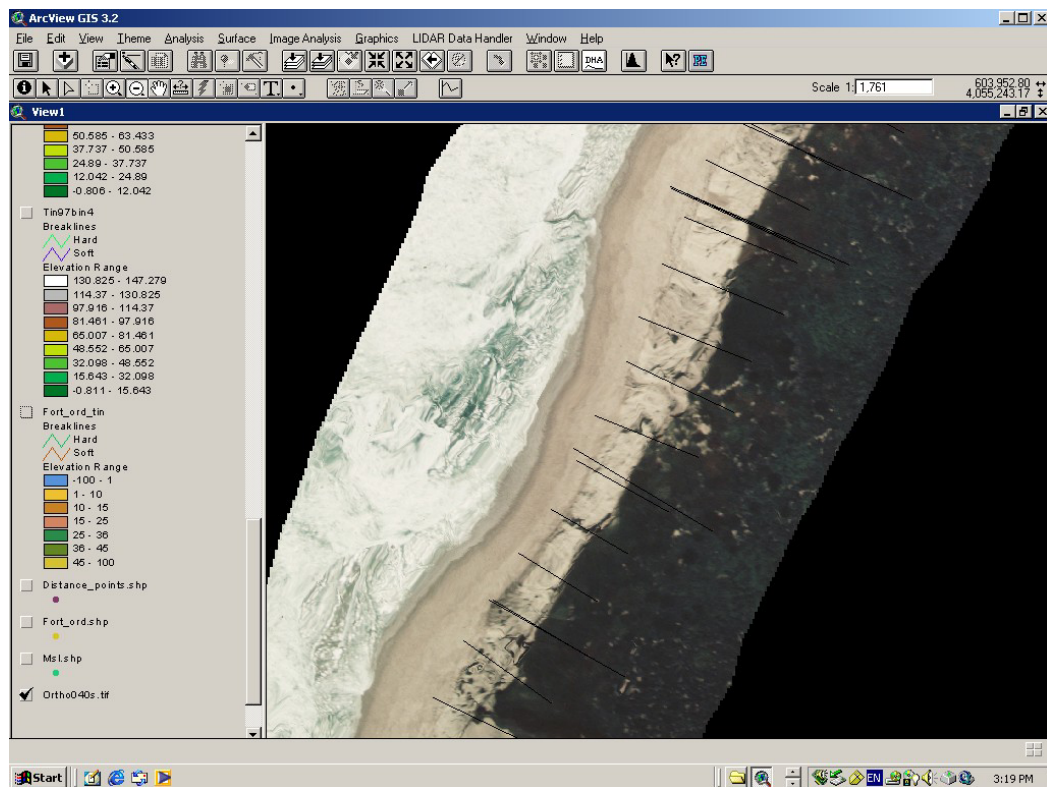 ArcView GIS 3.2
File Edit View Theme Analysis Surface Image Analysis Graphics LIDAR Data Handler Window Help
DHA
Scale 1: 1,761
603,952.80
4,055,243.17
View1
50.585 - 63.433
37.737 - 50.585
24.89 - 37.737
12.042 - 24.89
-0.806 - 12.042
Tin97bin4
Breaklines
Hard
Soft
Elevation Range
130.825 - 147.279
114.37 - 130.825
97.916 - 114.37
81.461 - 97.916
65.007 - 81.461
48.552 - 65.007
32.098 - 48.552
15.643 - 32.098
-0.811 - 15.643
Fort_ord_tin
Breaklines
Hard
Soft
Elevation Range
-100 - 1
1 - 10
10 - 15
15 - 25
25 - 36
36 - 45
45 - 100
Distance_points.shp
Fort_ord.shp
Msl.shp
Ortho040s.tif
Start
EN
3:19 PM